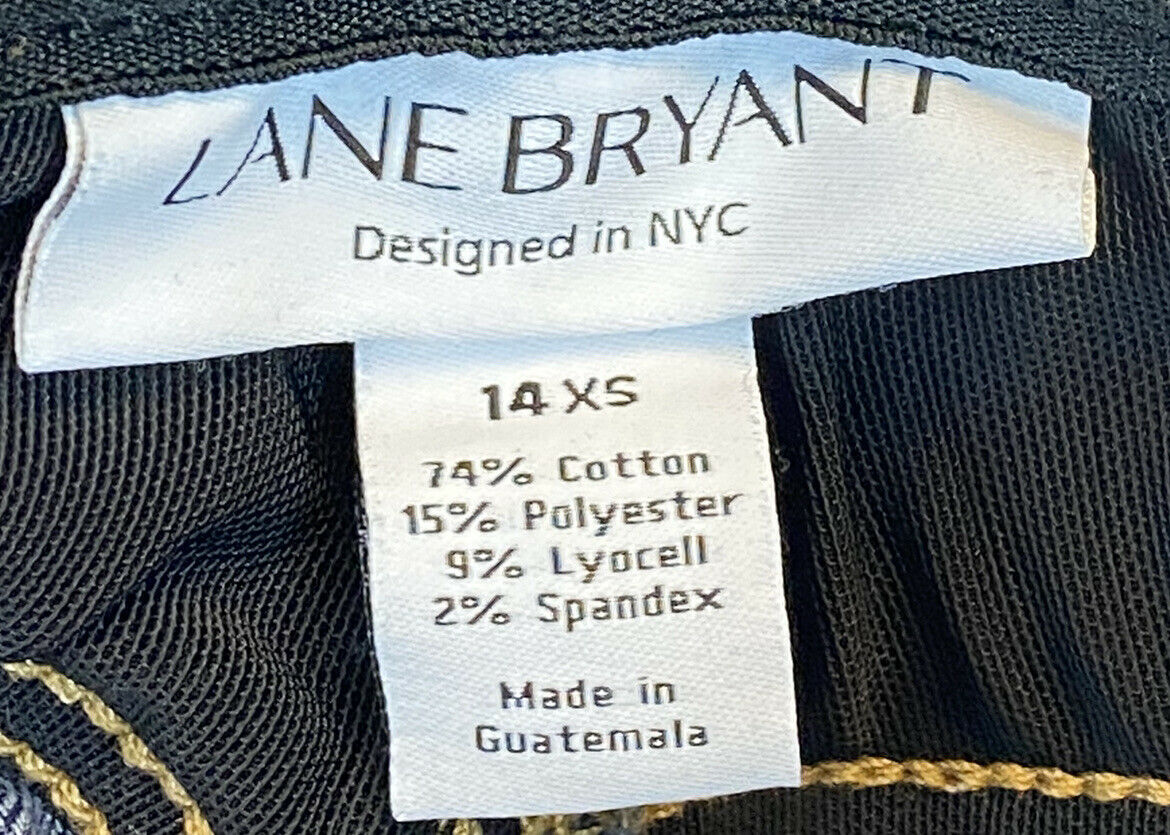 LANE BRYANT
Designed in NYC
14 XS
74% Cotton
15% Polyester
9% Lyocell
2% Spandex
Made in
Guatemala